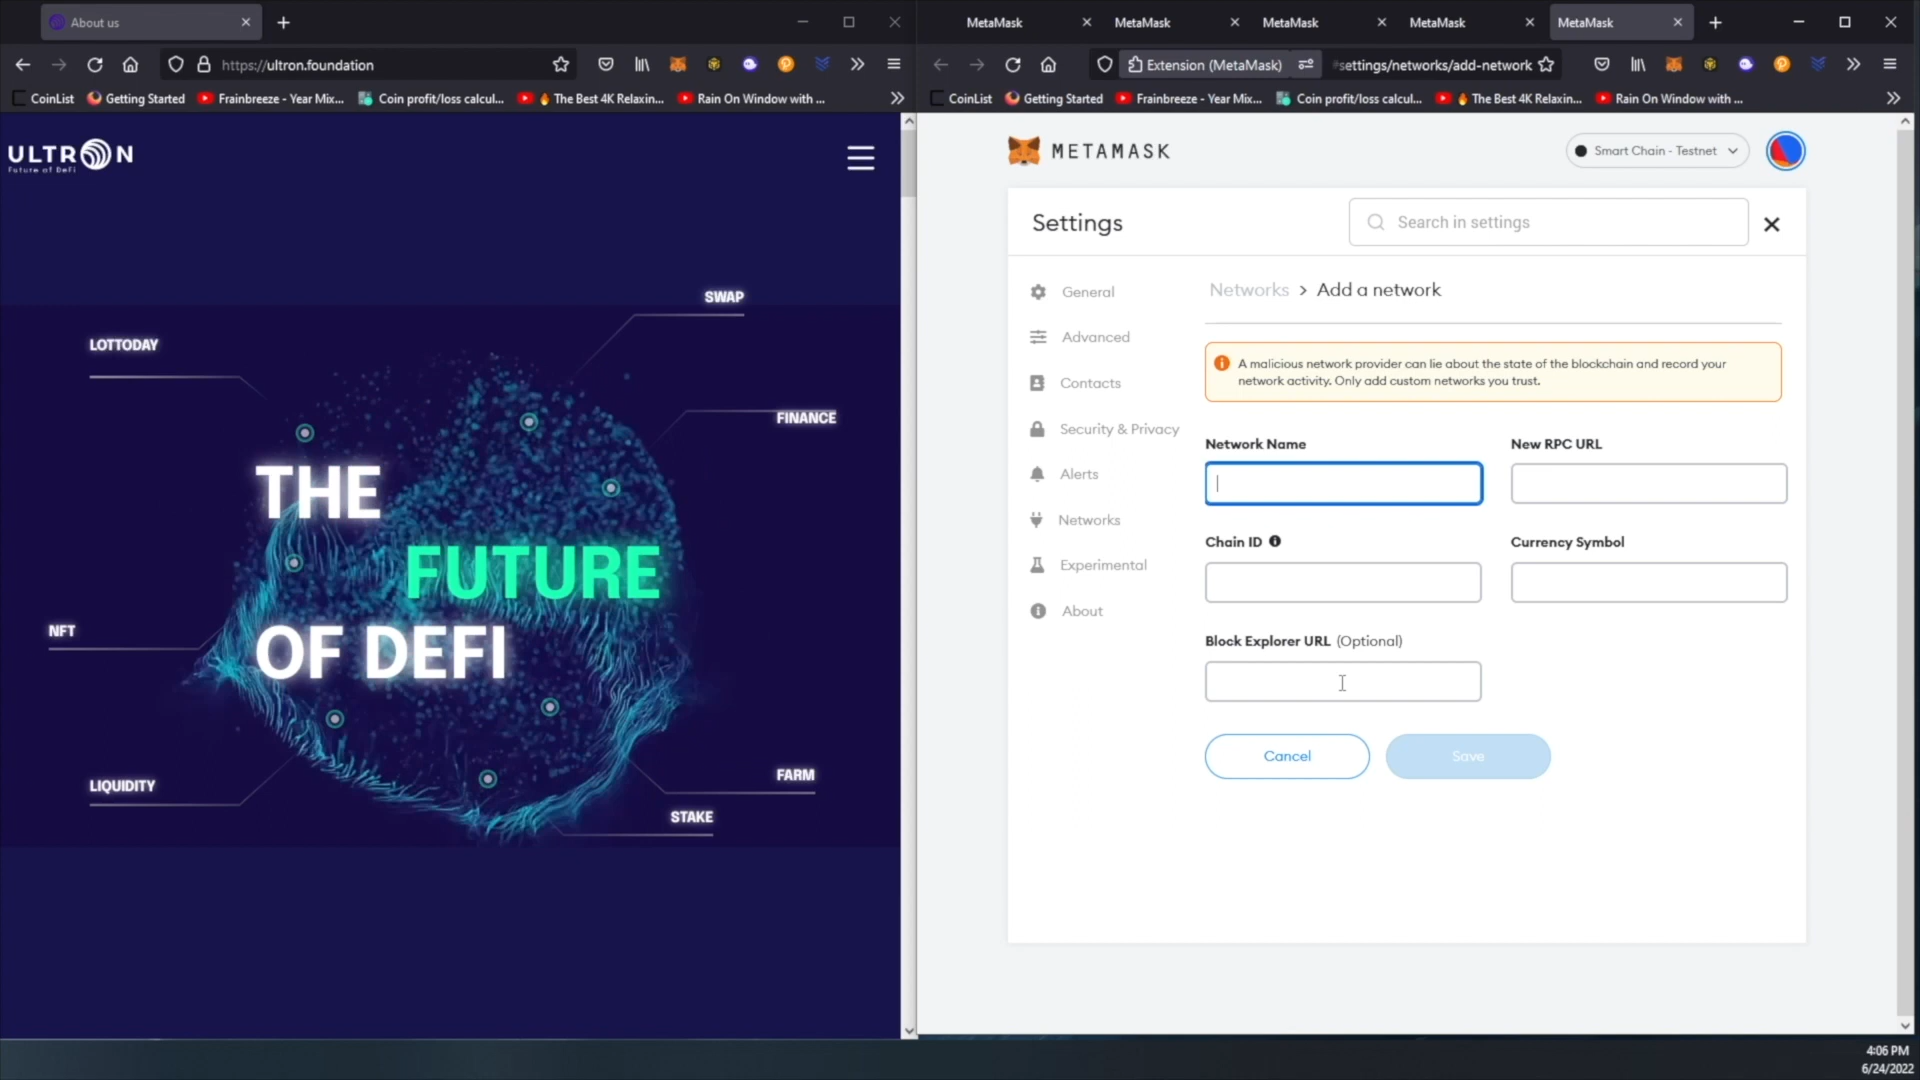 About us
https://ultron.foundation
CoinList
Getting Started
Frainbreeze - Year Mix...
Coin profit/loss calcul...
The Best 4K Relaxin...
Rain On Window with ...
ULTRON
Future of DeFi
SWAP
LOTTODAY
FINANCE
THE
FUTURE
NFT
OF DEFI
LIQUIDITY
FARM
STAKE
MetaMask
MetaMask
MetaMask
MetaMask
MetaMask
Extension (MetaMask)
settings/networks/add-network
CoinList
Getting Started
Frainbreeze - Year Mix...
Coin profit/loss calcul...
The Best 4K Relaxin...
Rain On Window with ...
METAMASK
Smart Chain - Testnet
Settings
Search in settings
General
Advanced
Contacts
Security & Privacy
Alerts
Networks
Experimental
About
Networks > Add a network
A malicious network provider can lie about the state of the blockchain and record your
network activity. Only add custom networks you trust.
Network Name
New RPC URL
Chain ID
Currency Symbol
Block Explorer URL (Optional)
Cancel
Save
4:06 PM
6/24/2022